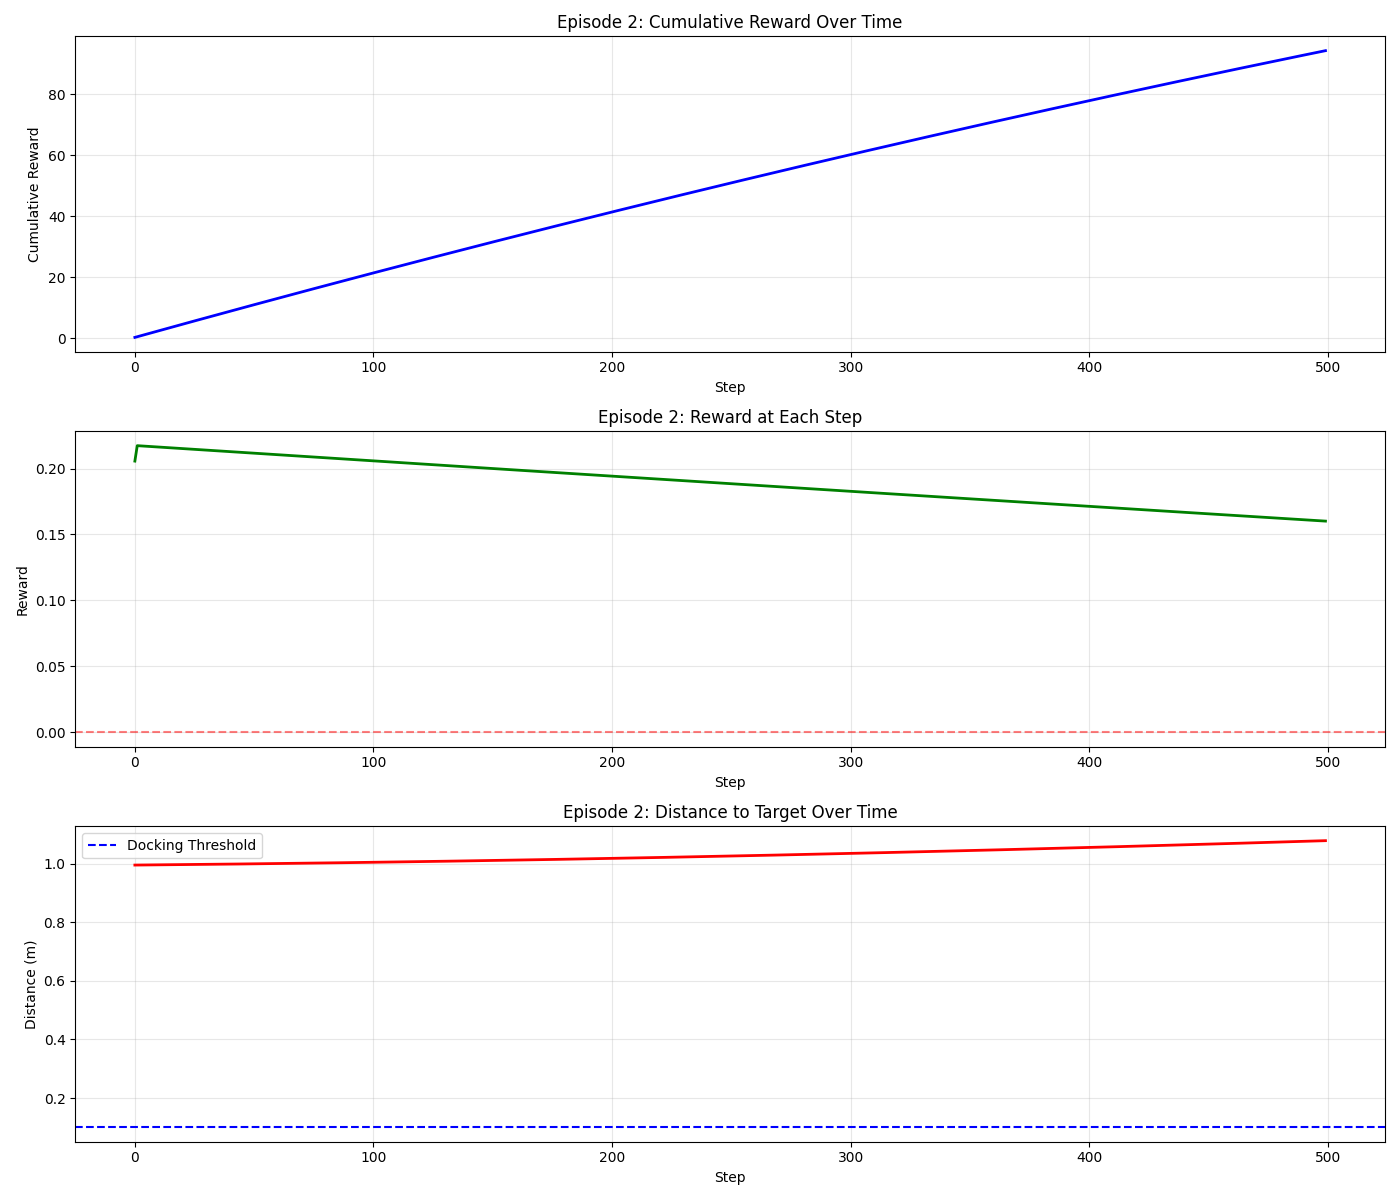 Episode 2: Cumulative Reward Over Time
Cumulative Reward
80
60
40
20
0
0 100 200 300 400 500
Step
Episode 2: Reward at Each Step
Reward
0.20
0.15
0.10
0.05
0.00
0 100 200 300 400 500
Step
Episode 2: Distance to Target Over Time
Docking Threshold
Distance (m)
1.0
0.8
0.6
0.4
0.2
0 100 200 300 400 500
Step